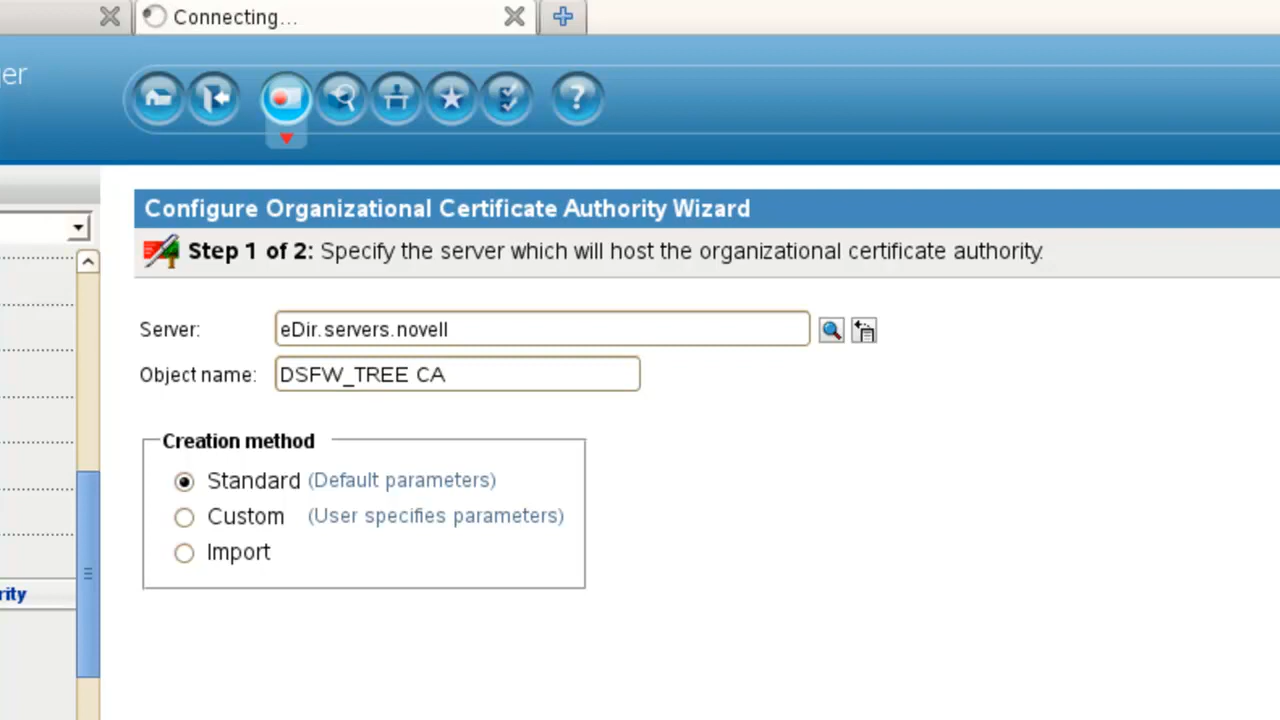 Connecting...
ger
?
Configure Organizational Certificate Authority Wizard
Step 1 of 2: Specify the server which will host the organizational certificate authority.
Server: eDir.servers.novell
Object name: DSFW_TREE CA
Creation method
Standard (Default parameters)
Custom (User specifies parameters)
Import
rity